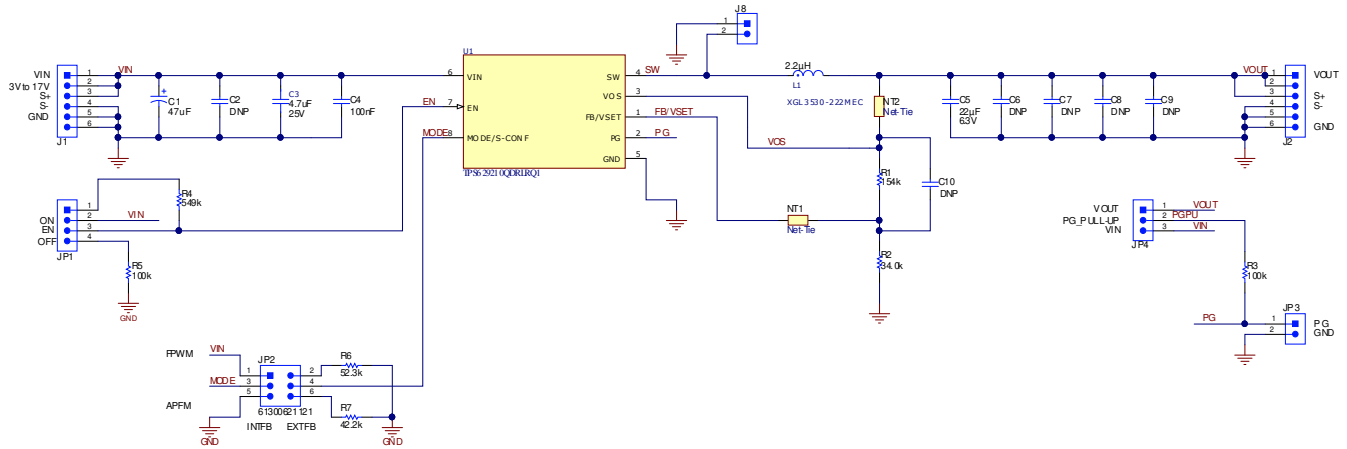 J8
1
2
U1
VIN
3V to 17V
S+
S-
GND
1
2
3
4
5
6
J1
VIN
C1
47uF
C2
DNP
C3
4.7uF
25V
C4
100nF
EN
MODE
6
7
8
VIN
EN
MODE/S-CONF
SW
VOS
FB/VSET
PG
GND
4
3
1
2
5
TPS629210QDRLRQ1
SW
FB/VSET
PG
VOS
2.2µH
L1
XGL3530-222MEC
NT2
Net-Tie
R1
154k
C10
DNP
NT1
Net-Tie
R2
34.0k
C5
22µF
6.3V
C6
DNP
C7
DNP
C8
DNP
C9
DNP
VOUT
1
2
3
4
5
6
VOUT
S+
S-
GND
J2
ON
EN
OFF
1
2
3
4
JP1
VIN
R4
549k
R5
100k
GND
VOUT
PG_PULL-UP
VIN
JP4
1
2
3
VOUT
PGPU
VIN
R3
100k
PG
JP3
1
2
PG
GND
FPWM
VIN
MODE
APFM
GND
JP2
1
3
5
2
4
6
61300621121
INTFB
EXTFB
R6
52.3k
R7
42.2k
GND